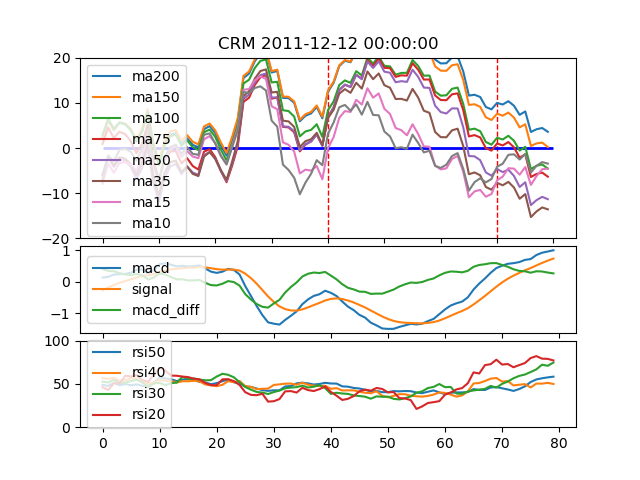 CRM 2011-12-12 00:00:00
20
10
0
−10
−20
ma200
ma150
ma100
ma75
ma50
ma35
ma15
ma10
1
0
−1
macd
signal
macd_diff
100
50
0
rsi50
rsi40
rsi30
rsi20
0 10 20 30 40 50 60 70 80